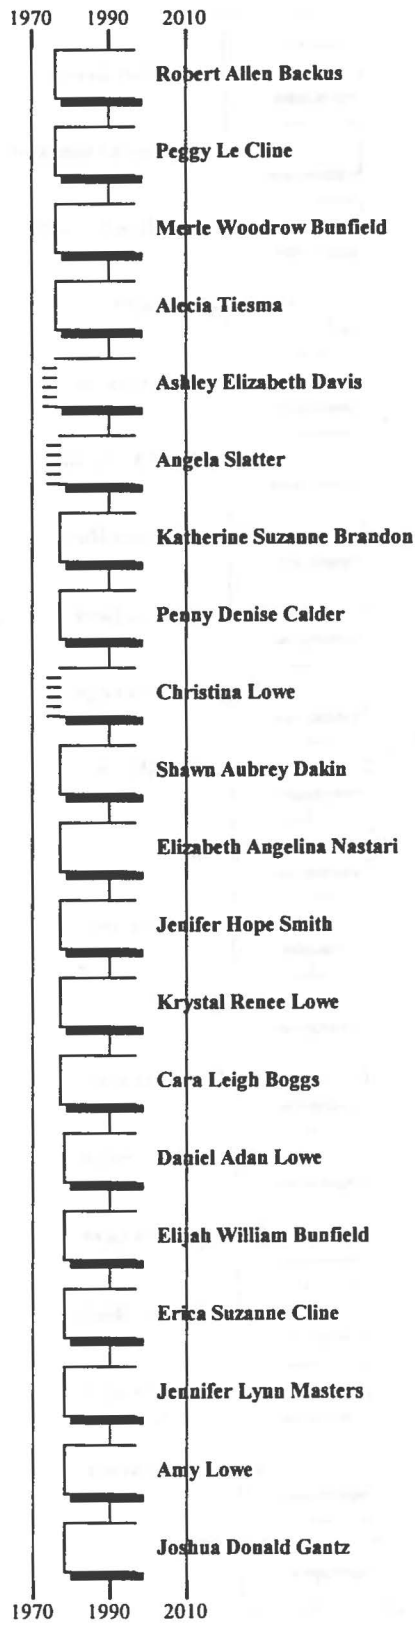 1970 1990 2010
Robert Allen Backus
Peggy Le Cline
Merle Woodrow Bunfield
Alecia Tiesma
Ashley Elizabeth Davis
Angela Slatter
Katherine Suzanne Brandon
Penny Denise Calder
Christina Lowe
Shawn Aubrey Dakin
Elizabeth Angelina Nastari
Jenifer Hope Smith
Krystal Renee Lowe
Cara Leigh Boggs
Daniel Adan Lowe
Elijah William Bunfield
Erica Suzanne Cline
Jennifer Lynn Masters
Amy Lowe
Joshua Donald Gantz
1970 1990 2010